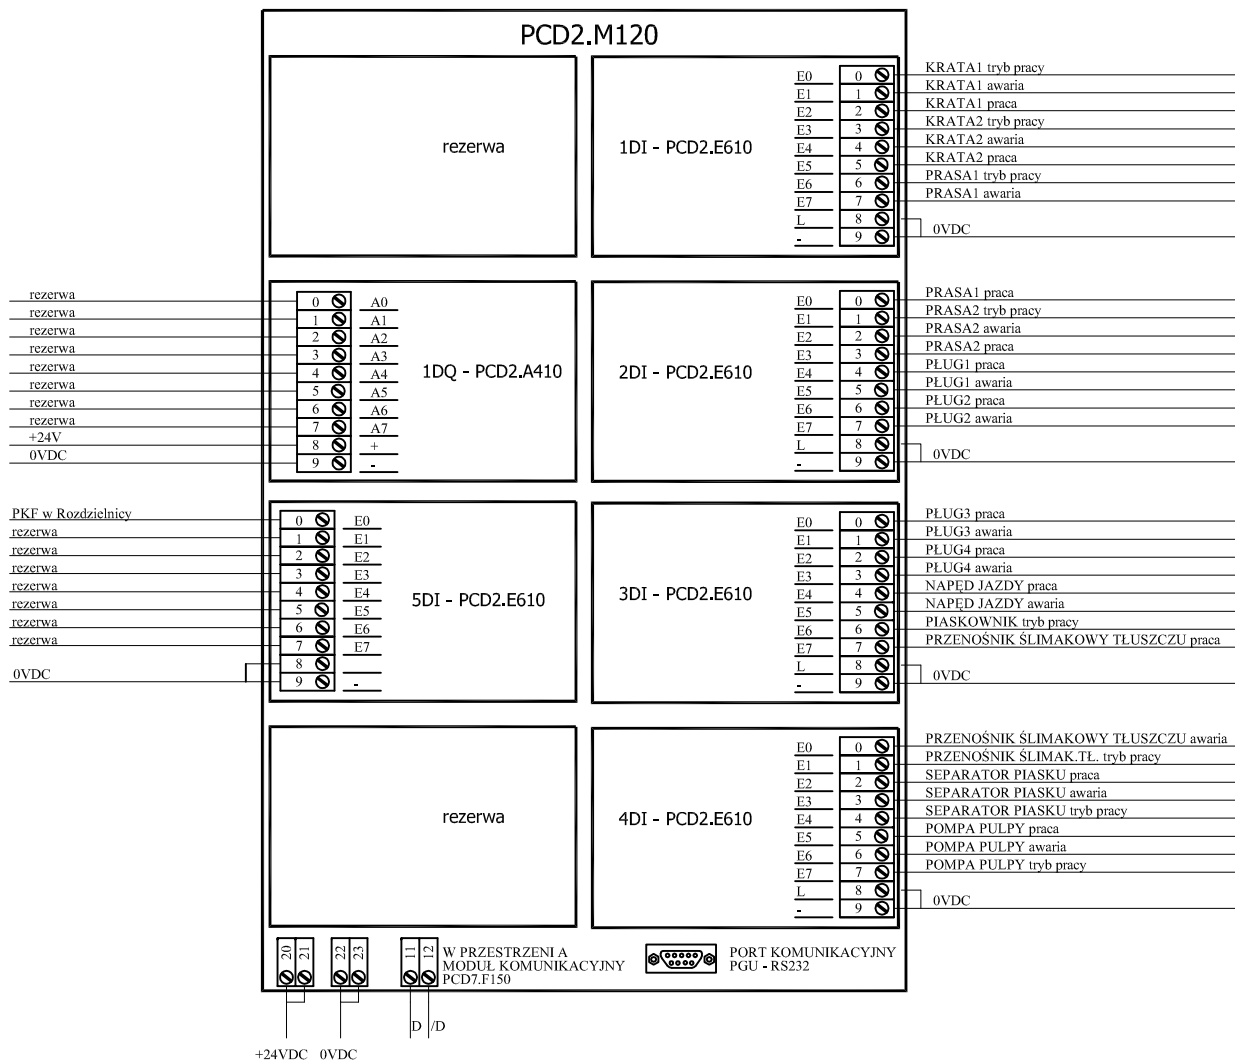 PCD2.M120
rezerwa
1DI - PCD2.E610
E0 0 KRATA1 tryb pracy
E1 1 KRATA1 awaria
E2 2 KRATA1 praca
E3 3 KRATA2 tryb pracy
E4 4 KRATA2 awaria
E5 5 KRATA2 praca
E6 6 PRASA1 tryb pracy
E7 7 PRASA1 awaria
L 8
- 9 0VDC
rezerwa 0 A0
rezerwa 1 A1
rezerwa 2 A2
rezerwa 3 A3
rezerwa 4 A4
rezerwa 5 A5
rezerwa 6 A6
rezerwa 7 A7
+24V 8 +
0VDC 9 -
1DQ - PCD2.A410
2DI - PCD2.E610
E0 0 PRASA1 praca
E1 1 PRASA2 tryb pracy
E2 2 PRASA2 awaria
E3 3 PRASA2 praca
E4 4 PŁUG1 praca
E5 5 PŁUG1 awaria
E6 6 PŁUG2 praca
E7 7 PŁUG2 awaria
L 8
- 9 0VDC
PKF w Rozdzielnicy 0 E0
rezerwa 1 E1
rezerwa 2 E2
rezerwa 3 E3
rezerwa 4 E4
rezerwa 5 E5
rezerwa 6 E6
rezerwa 7 E7
8
0VDC 9 -
5DI - PCD2.E610
3DI - PCD2.E610
E0 0 PŁUG3 praca
E1 1 PŁUG3 awaria
E2 2 PŁUG4 praca
E3 3 PŁUG4 awaria
E4 4 NAPĘD JAZDY praca
E5 5 NAPĘD JAZDY awaria
E6 6 PIASKOWNIK tryb pracy
E7 7 PRZENOŚNIK ŚLIMAKOWY TŁUSZCZU praca
L 8
- 9 0VDC
rezerwa
4DI - PCD2.E610
E0 0 PRZENOŚNIK ŚLIMAKOWY TŁUSZCZU awaria
E1 1 PRZENOŚNIK ŚLIMAK.TŁ. tryb pracy
E2 2 SEPARATOR PIASKU praca
E3 3 SEPARATOR PIASKU awaria
E4 4 SEPARATOR PIASKU tryb pracy
E5 5 POMPA PULPY praca
E6 6 POMPA PULPY awaria
E7 7 POMPA PULPY tryb pracy
L 8
- 9 0VDC
20 21 22 23 11 12
W PRZESTRZENI A
MODUŁ KOMUNIKACYJNY
PCD7.F150
PORT KOMUNIKACYJNY
PGU - RS232
D /D
+24VDC 0VDC